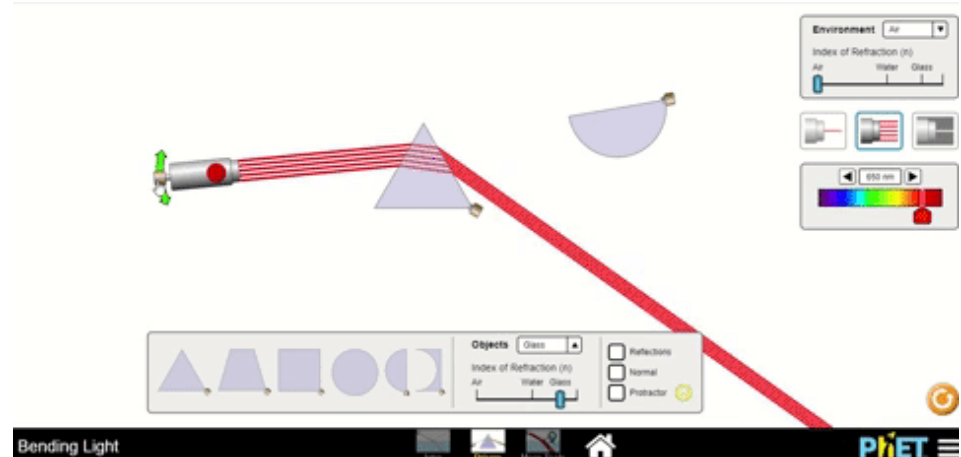 Environment Air
Index of Refraction (n)
Air Water Glass
650 nm
Objects Glass
Index of Refraction (n)
Air Water Glass
Reflections
Normal
Protractor
Bending Light
PhET